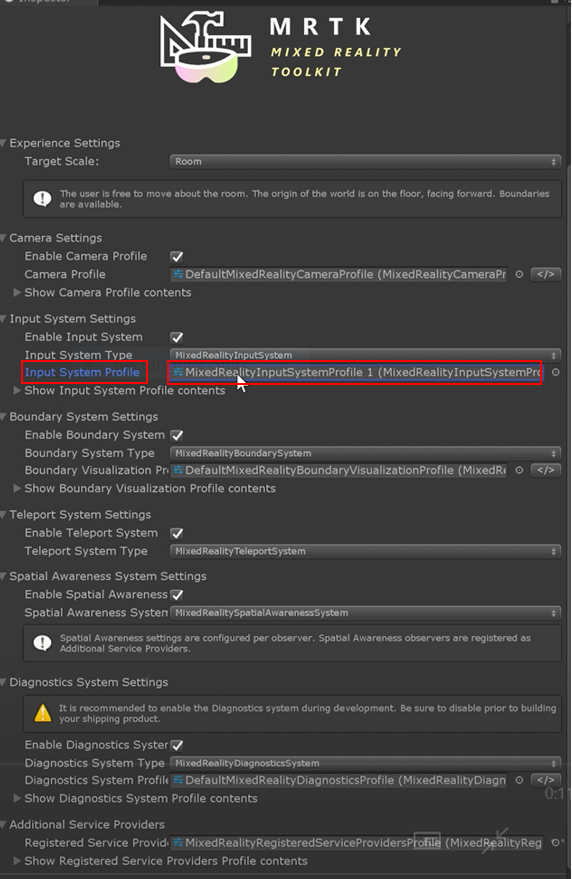 Inspector
MRTK
MIXED REALITY
TOOLKIT
Experience Settings
Target Scale: Room
The user is free to move about the room. The origin of the world is on the floor, facing forward. Boundaries
are available.
Camera Settings
Enable Camera Profile
Camera Profile DefaultMixedRealityCameraProfile (MixedRealityCameraPr </>
Show Camera Profile contents
Input System Settings
Enable Input System
Input System Type MixedRealityInputSystem
Input System Profile MixedRealityInputSystemProfile 1 (MixedRealityInputSystemPro
Show Input System Profile contents
Boundary System Settings
Enable Boundary System
Boundary System Type MixedRealityBoundarySystem
Boundary Visualization Pr DefaultMixedRealityBoundaryVisualizationProfile (MixedR </>
Show Boundary Visualization Profile contents
Teleport System Settings
Enable Teleport System
Teleport System Type MixedRealityTeleportSystem
Spatial Awareness System Settings
Enable Spatial Awareness
Spatial Awareness System MixedRealitySpatialAwarenessSystem
Spatial Awareness settings are configured per observer. Spatial Awareness observers are registered as
Additional Service Providers.
Diagnostics System Settings
It is recommended to enable the Diagnostics system during development. Be sure to disable prior to building
your shipping product.
Enable Diagnostics System
Diagnostics System Type MixedRealityDiagnosticsSystem
Diagnostics System Profile DefaultMixedRealityDiagnosticsProfile (MixedRealityDiagn </>
Show Diagnostics System Profile contents
0:11
Additional Service Providers
Registered Service Provid MixedRealityRegisteredServiceProvidersProfile (MixedRealityReg
Show Registered Service Providers Profile contents